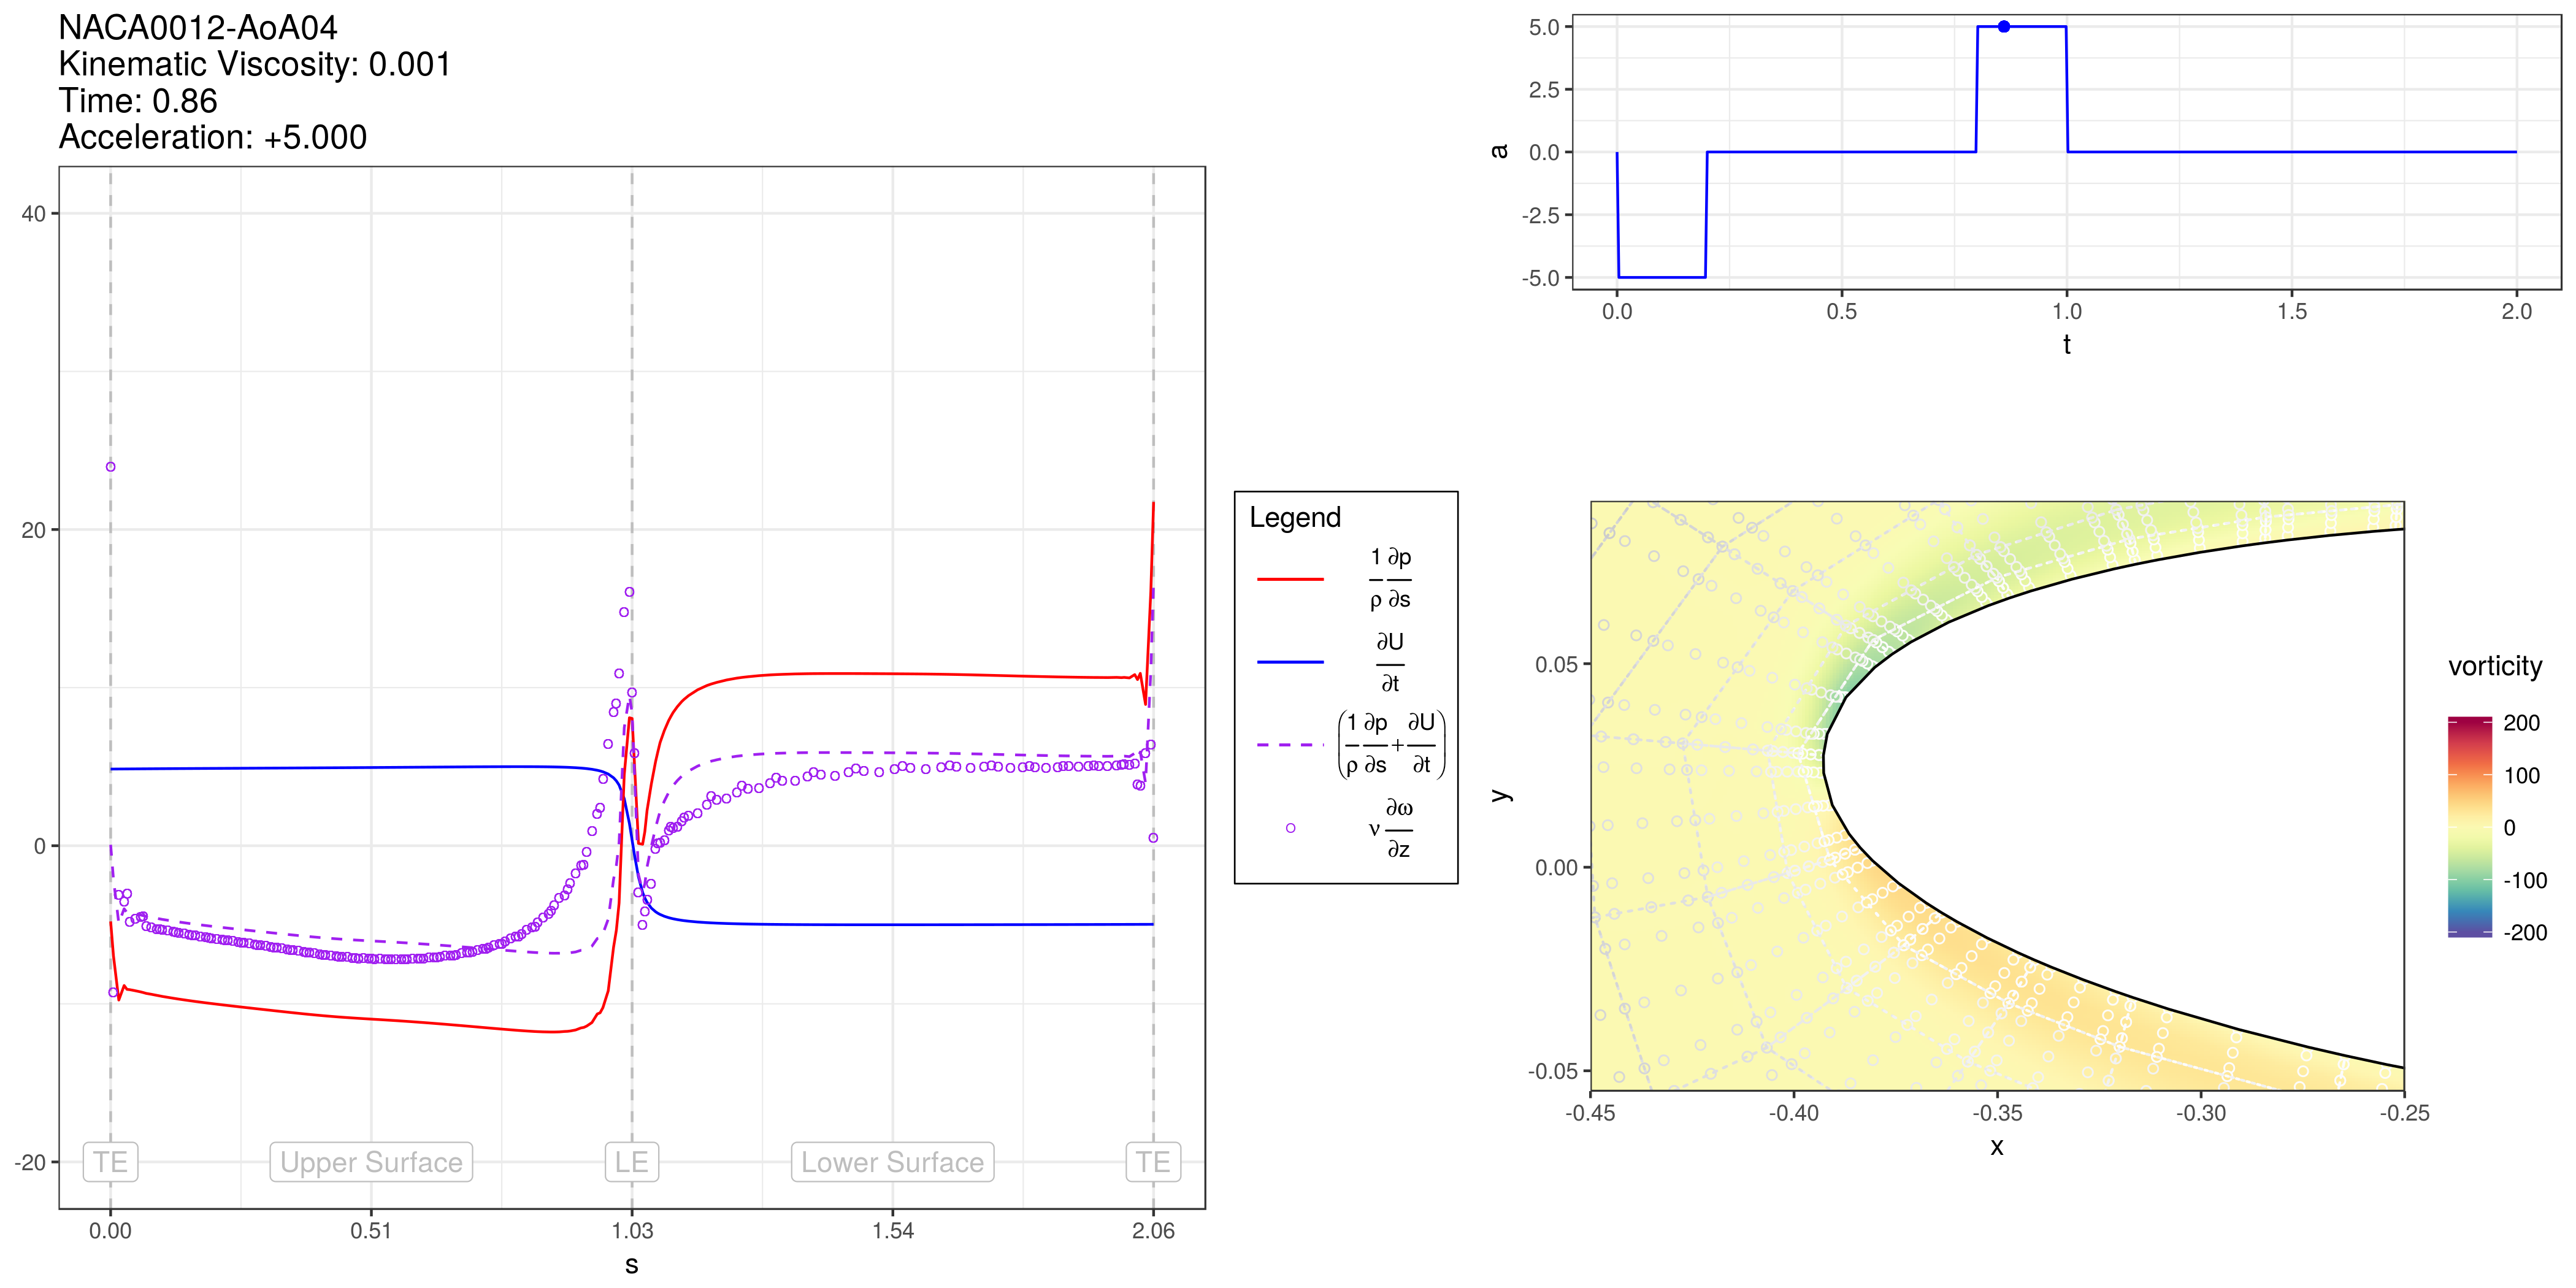 NACA0012-AoA04
Kinematic Viscosity: 0.001
Time: 0.86
Acceleration: +5.000
40
20
0
-20
TE
Upper Surface
LE
Lower Surface
TE
0.00
0.51
1.03
1.54
2.06
s
Legend
1 ∂p
ρ ∂s
∂U
∂t
(1 ∂p + ∂U)
(ρ ∂s ∂t)
ν ∂ω
∂z
5.0
2.5
0.0
-2.5
-5.0
a
0.0
0.5
1.0
1.5
2.0
t
0.05
0.00
-0.05
y
-0.45
-0.40
-0.35
-0.30
-0.25
x
vorticity
200
100
0
-100
-200